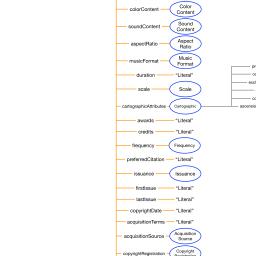 colorContent Color Content
soundContent Sound Content
aspectRatio Aspect Ratio
musicFormat Music Format
duration "Literal"
scale Scale
cartographicAttributes Cartographic
awards "Literal"
credits "Literal"
frequency Frequency
preferredCitation "Literal"
issuance Issuance
firstIssue "Literal"
lastIssue "Literal"
copyrightDate "Literal"
acquisitionTerms "Literal"
acquisitionSource Acquisition Source
copyrightRegistration Copyright